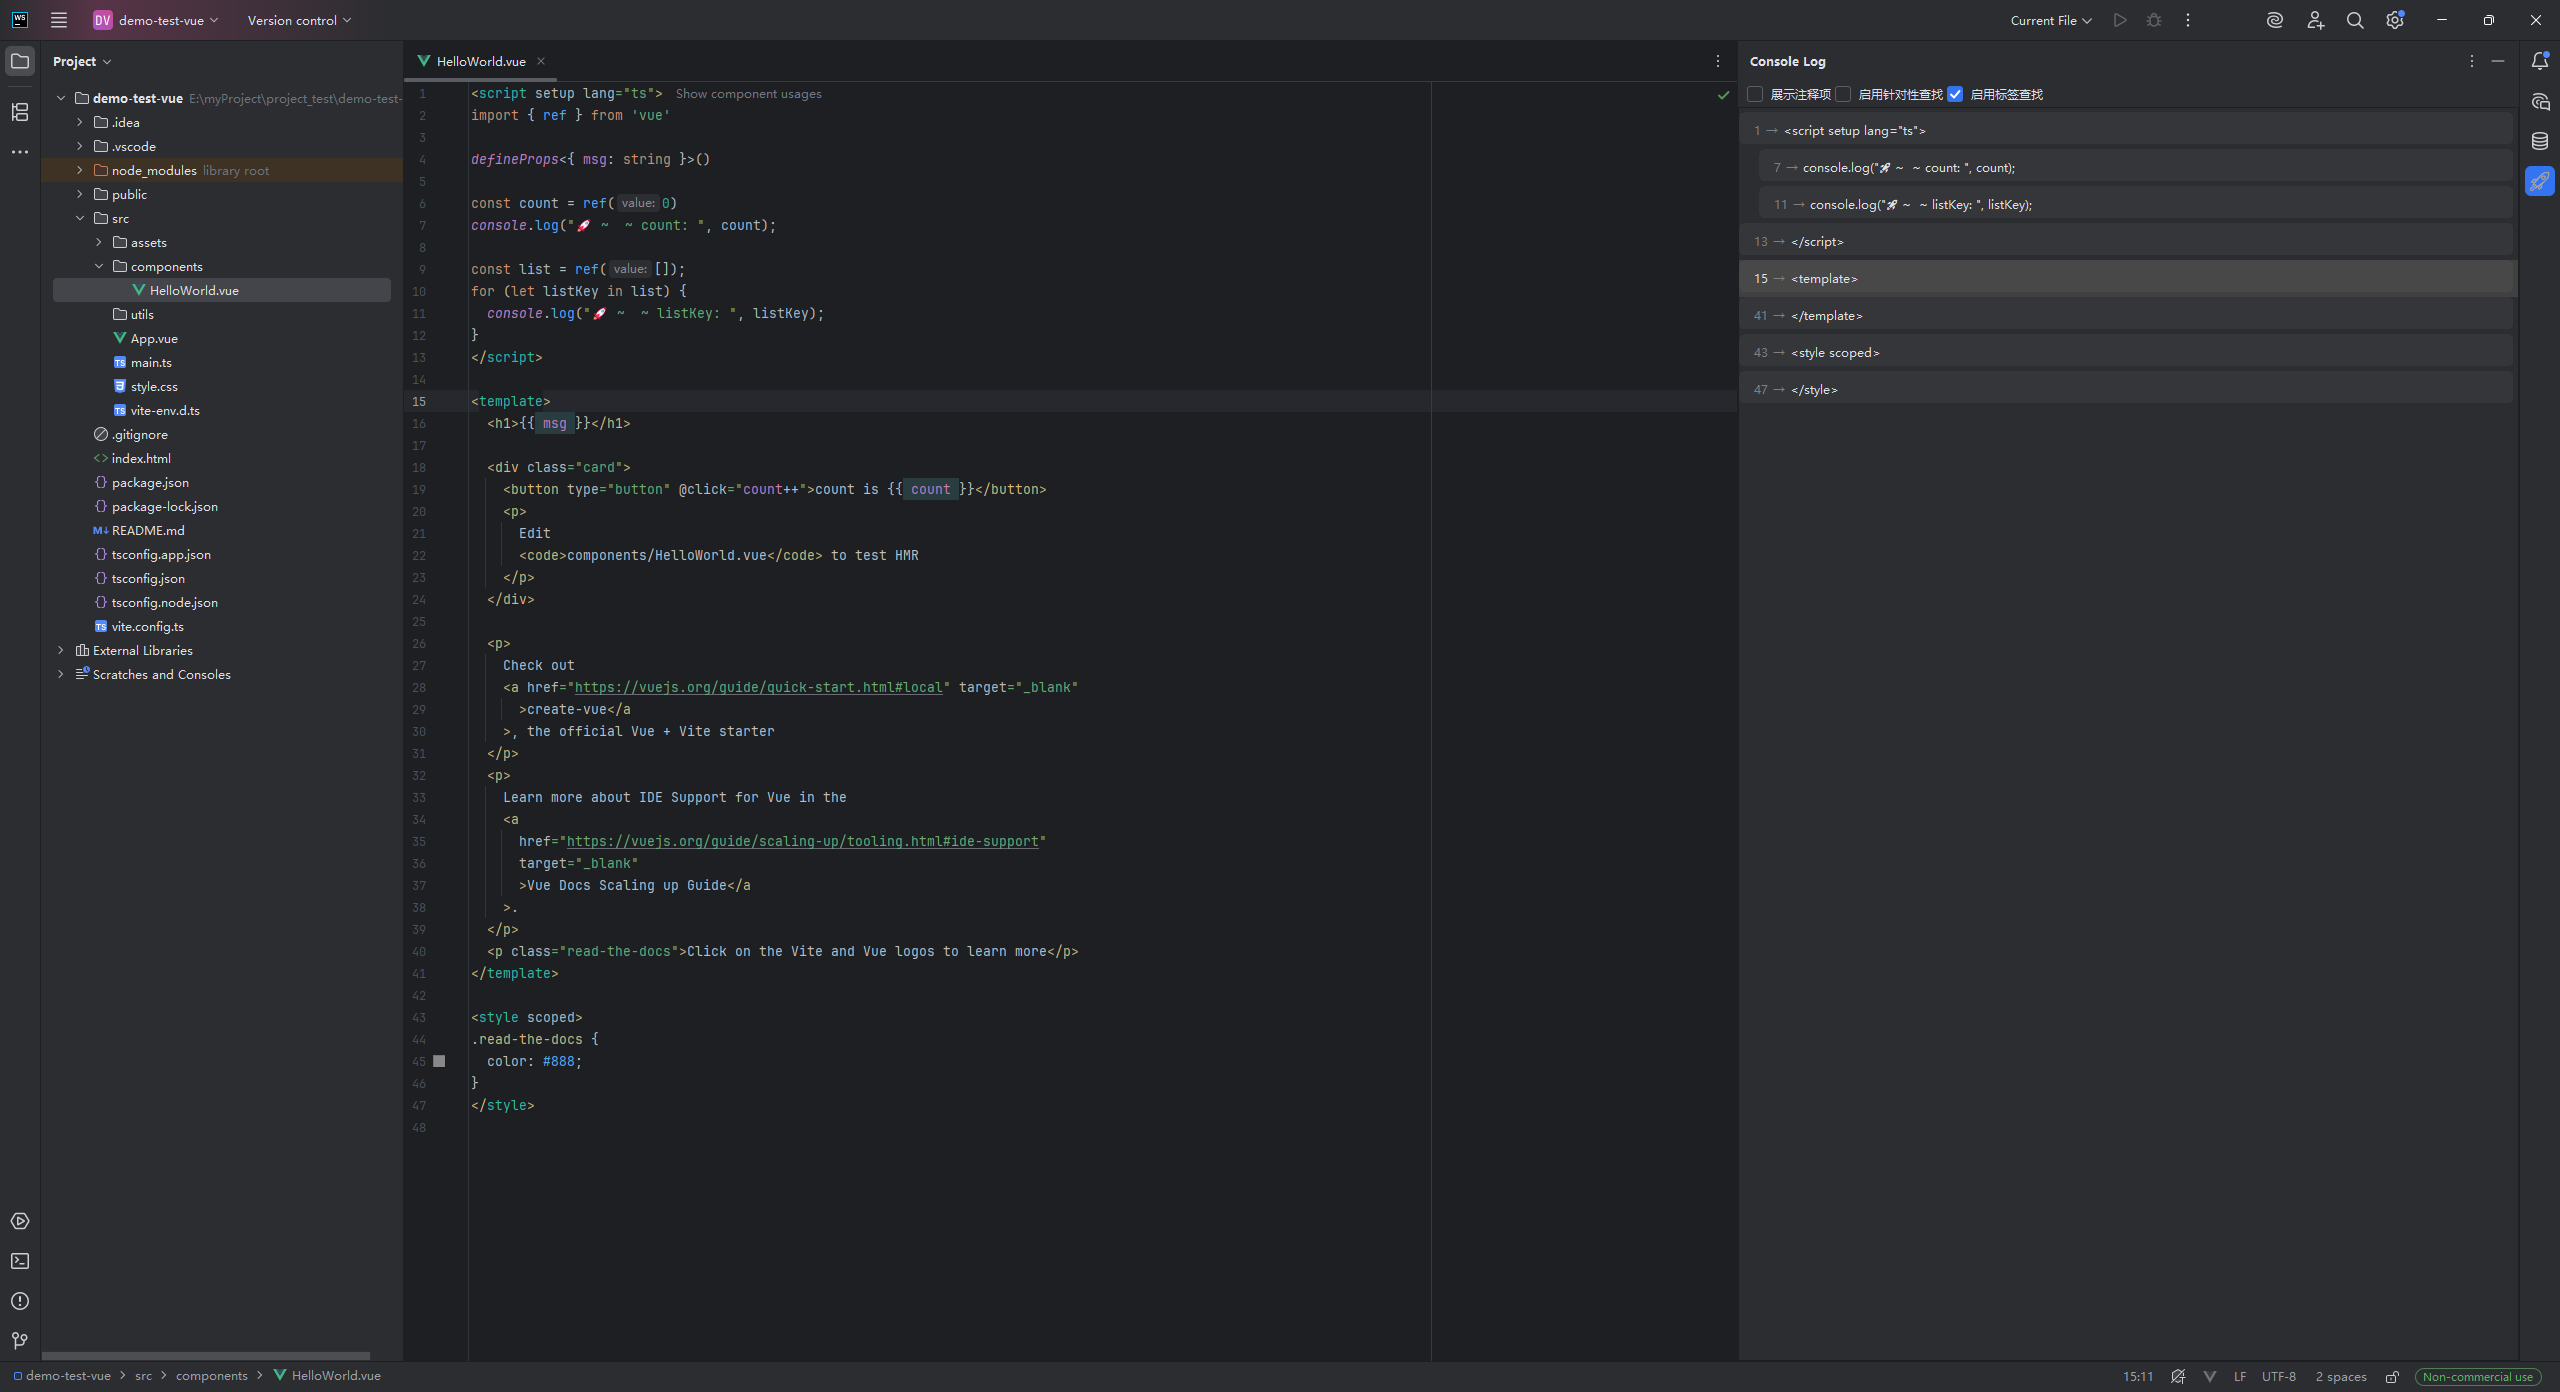 WS
DV demo-test-vue Version control
Current File
Project
demo-test-vue E:\myProject\project_test\demo-test-
.idea
.vscode
node_modules library root
public
src
assets
components
HelloWorld.vue
utils
App.vue
TS main.ts
style.css
TS vite-env.d.ts
.gitignore
index.html
package.json
package-lock.json
M↓ README.md
tsconfig.app.json
tsconfig.json
tsconfig.node.json
TS vite.config.ts
External Libraries
Scratches and Consoles
HelloWorld.vue
1 <script setup lang="ts"> Show component usages
2 import { ref } from 'vue'
3
4 defineProps<{ msg: string }>()
5
6 const count = ref( value: 0)
7 console.log("🚀 ~  ~ count: ", count);
8
9 const list = ref( value: []);
10 for (let listKey in list) {
11 console.log("🚀 ~  ~ listKey: ", listKey);
12 }
13 </script>
14
15 <template>
16 <h1>{{ msg }}</h1>
17
18 <div class="card">
19 <button type="button" @click="count++">count is {{ count }}</button>
20 <p>
21 Edit
22 <code>components/HelloWorld.vue</code> to test HMR
23 </p>
24 </div>
25
26 <p>
27 Check out
28 <a href="https://vuejs.org/guide/quick-start.html#local" target="_blank"
29 >create-vue</a
30 >, the official Vue + Vite starter
31 </p>
32 <p>
33 Learn more about IDE Support for Vue in the
34 <a
35 href="https://vuejs.org/guide/scaling-up/tooling.html#ide-support"
36 target="_blank"
37 >Vue Docs Scaling up Guide</a
38 >.
39 </p>
40 <p class="read-the-docs">Click on the Vite and Vue logos to learn more</p>
41 </template>
42
43 <style scoped>
44 .read-the-docs {
45 color: #888;
46 }
47 </style>
48
Console Log
展示注释项 启用针对性查找 启用标签查找
1 → <script setup lang="ts">
7 → console.log("🚀 ~  ~ count: ", count);
11 → console.log("🚀 ~  ~ listKey: ", listKey);
13 → </script>
15 → <template>
41 → </template>
43 → <style scoped>
47 → </style>
demo-test-vue > src > components > HelloWorld.vue
15:11 LF UTF-8 2 spaces Non-commercial use